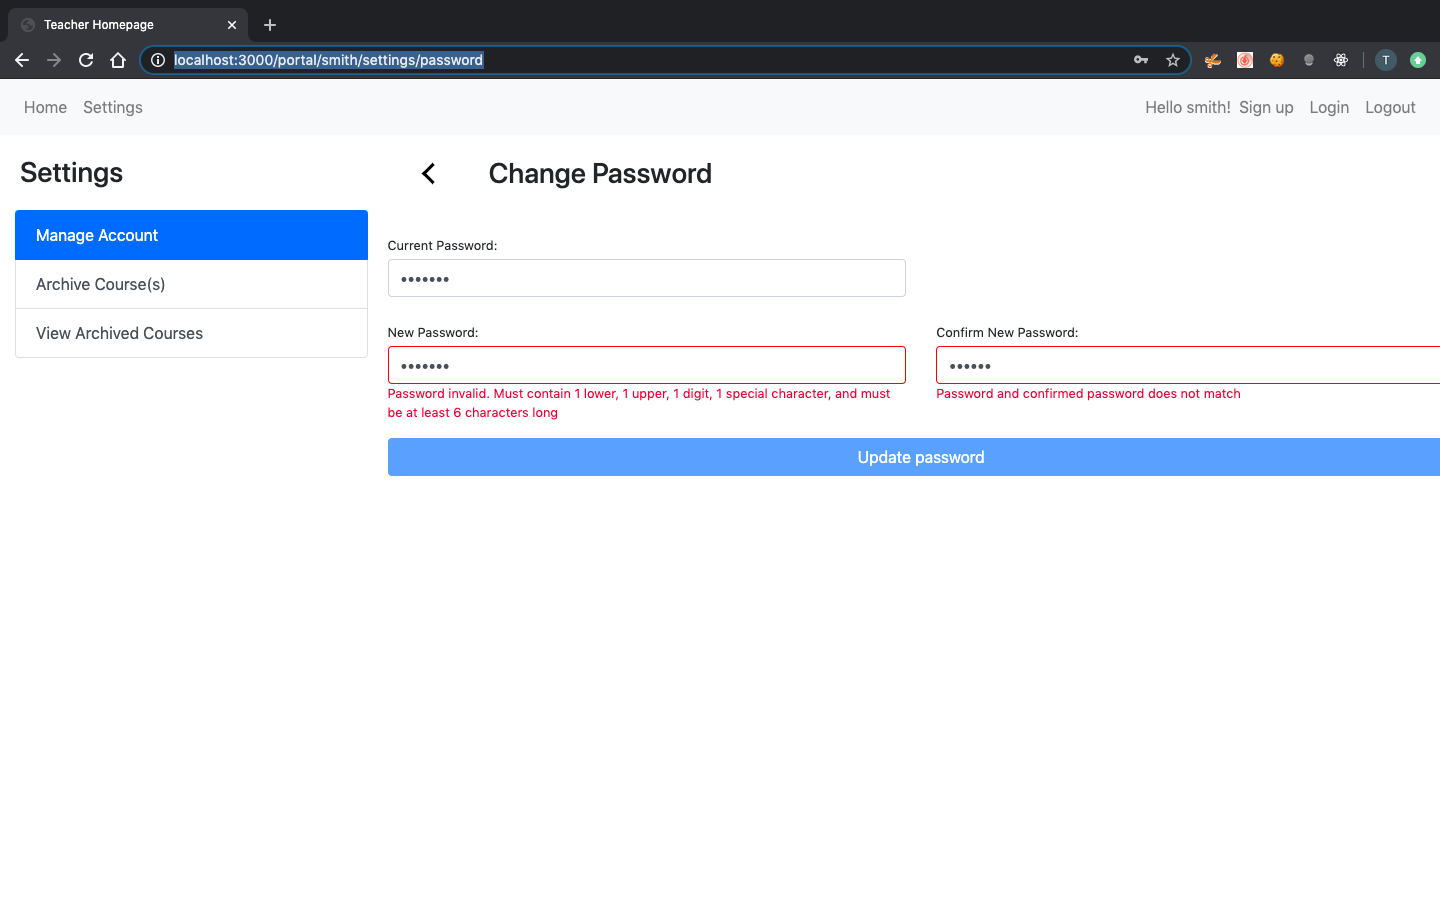 Teacher Homepage
localhost:3000/portal/smith/settings/password
T
Home Settings Hello smith! Sign up Login Logout
Settings
Change Password
Manage Account
Archive Course(s)
View Archived Courses
Current Password:
•••••••
New Password:
•••••••
Password invalid. Must contain 1 lower, 1 upper, 1 digit, 1 special character, and must
be at least 6 characters long
Confirm New Password:
••••••
Password and confirmed password does not match
Update password